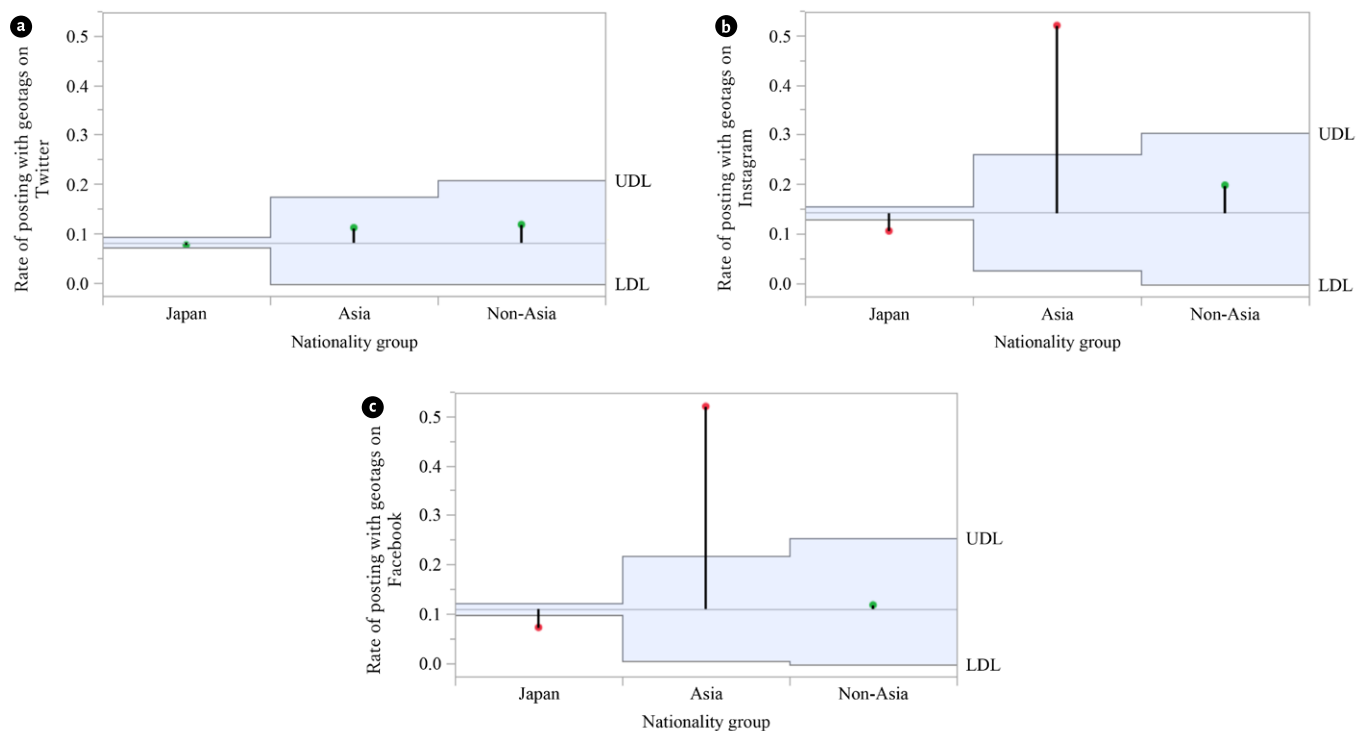 a
Rate of posting with geotags on
Twitter
0.5
0.4
0.3
0.2
0.1
0.0
UDL
LDL
Japan
Asia
Non-Asia
Nationality group
b
Rate of posting with geotags on
Instagram
0.5
0.4
0.3
0.2
0.1
0.0
UDL
LDL
Japan
Asia
Non-Asia
Nationality group
c
Rate of posting with geotags on
Facebook
0.5
0.4
0.3
0.2
0.1
0.0
UDL
LDL
Japan
Asia
Non-Asia
Nationality group